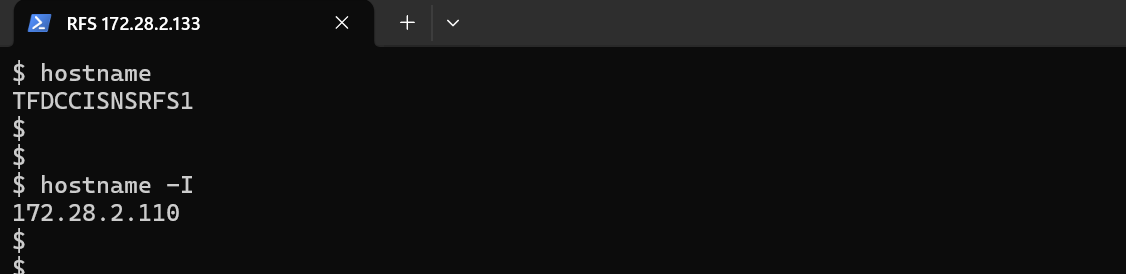 RFS 172.28.2.133
$ hostname
TFDCCISNSRFS1
$
$
$ hostname -I
172.28.2.110
$
$